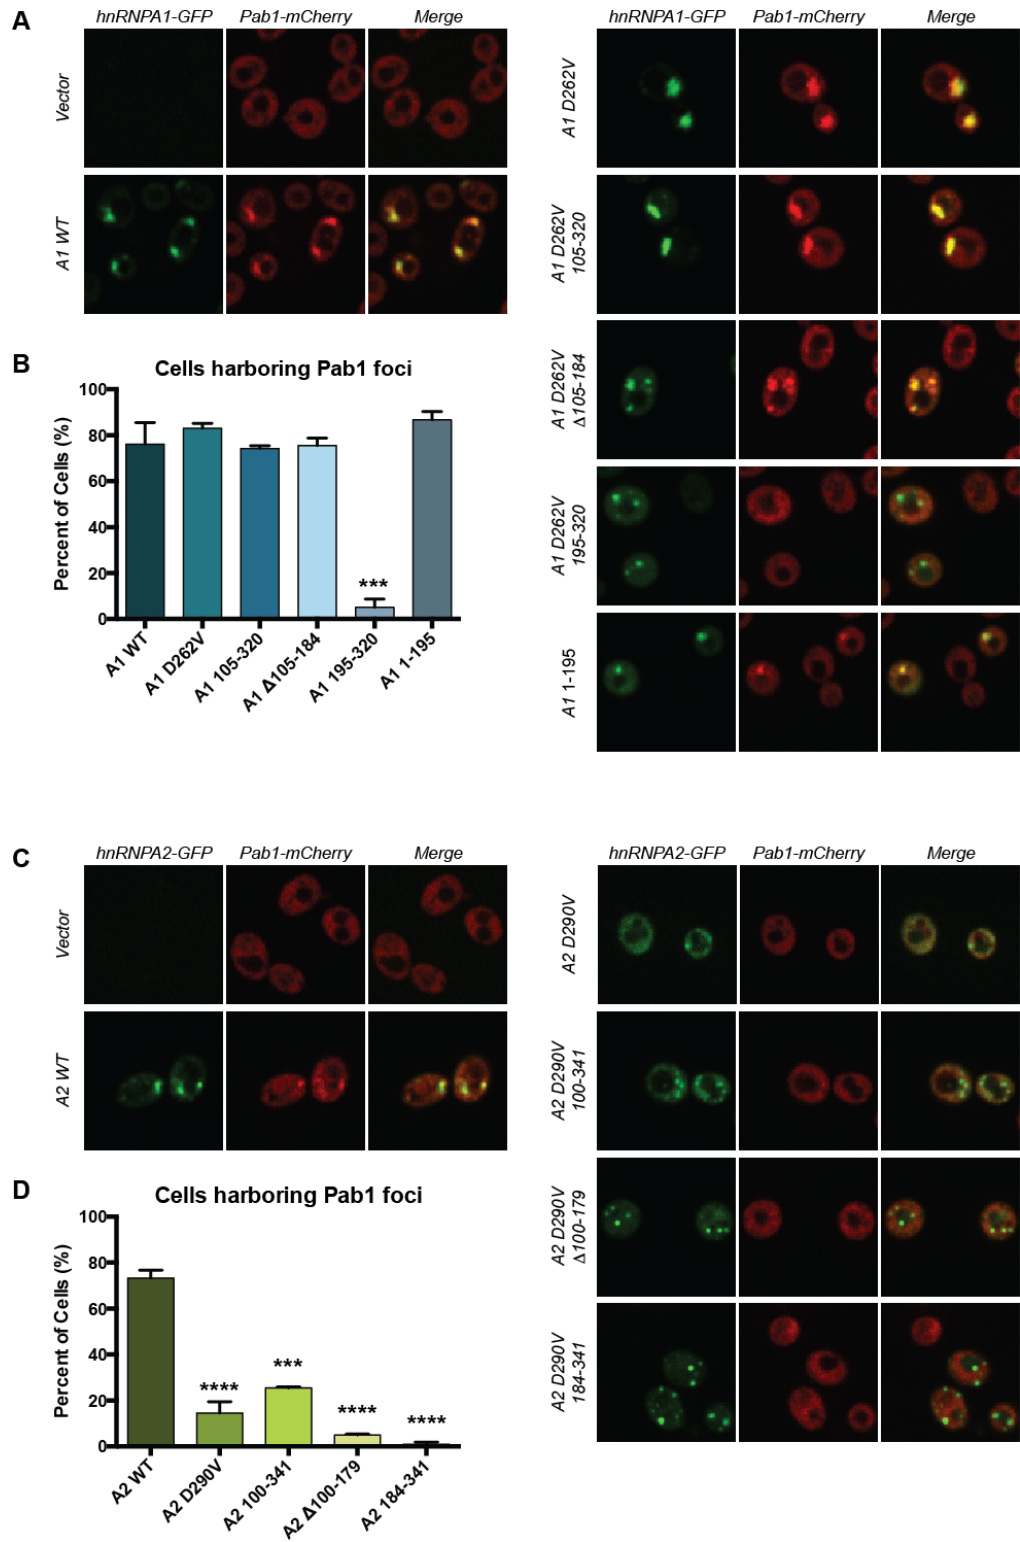 A
hnRNPA1-GFP Pab1-mCherry Merge
Vector
A1 WT
hnRNPA1-GFP Pab1-mCherry Merge
A1 D262V
A1 D262V
105-320
A1 D262V
Δ105-184
A1 D262V
195-320
A1 1-195
B
Cells harboring Pab1 foci
Percent of Cells (%)
100
80
60
40
20
0
***
A1 WT
A1 D262V
A1 105-320
A1 Δ105-184
A1 195-320
A1 1-195
C
hnRNPA2-GFP Pab1-mCherry Merge
Vector
A2 WT
hnRNPA2-GFP Pab1-mCherry Merge
A2 D290V
A2 D290V
100-341
A2 D290V
Δ100-179
A2 D290V
184-341
D
Cells harboring Pab1 foci
Percent of Cells (%)
100
80
60
40
20
0
****
***
****
****
A2 WT
A2 D290V
A2 100-341
A2 Δ100-179
A2 184-341